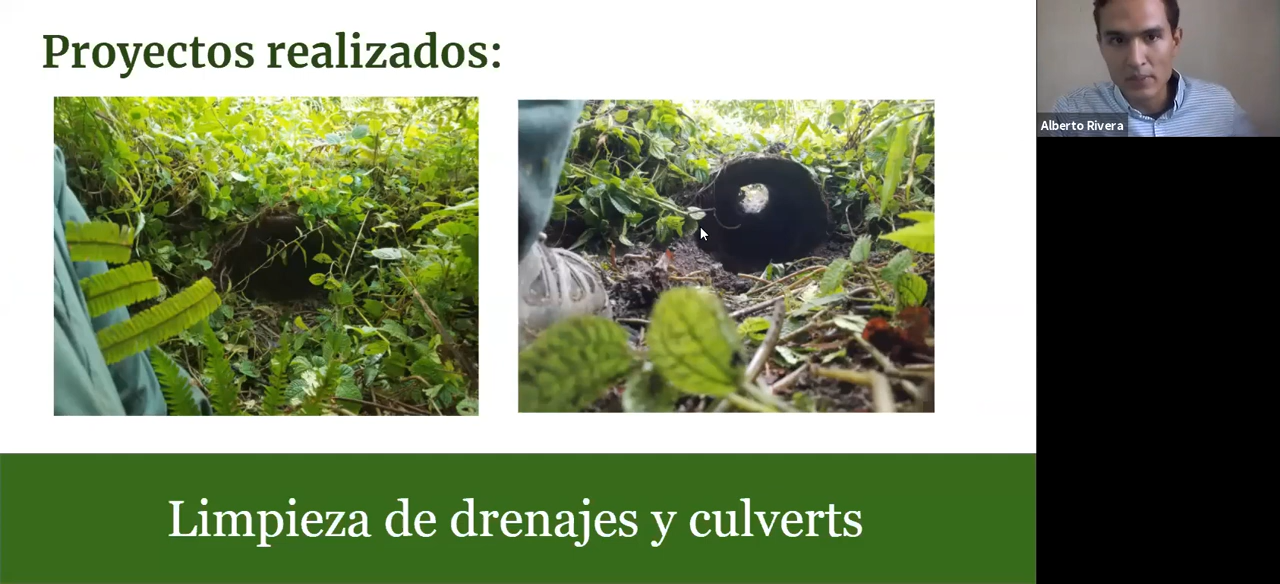 Proyectos realizados:
Alberto Rivera
Limpieza de drenajes y culverts